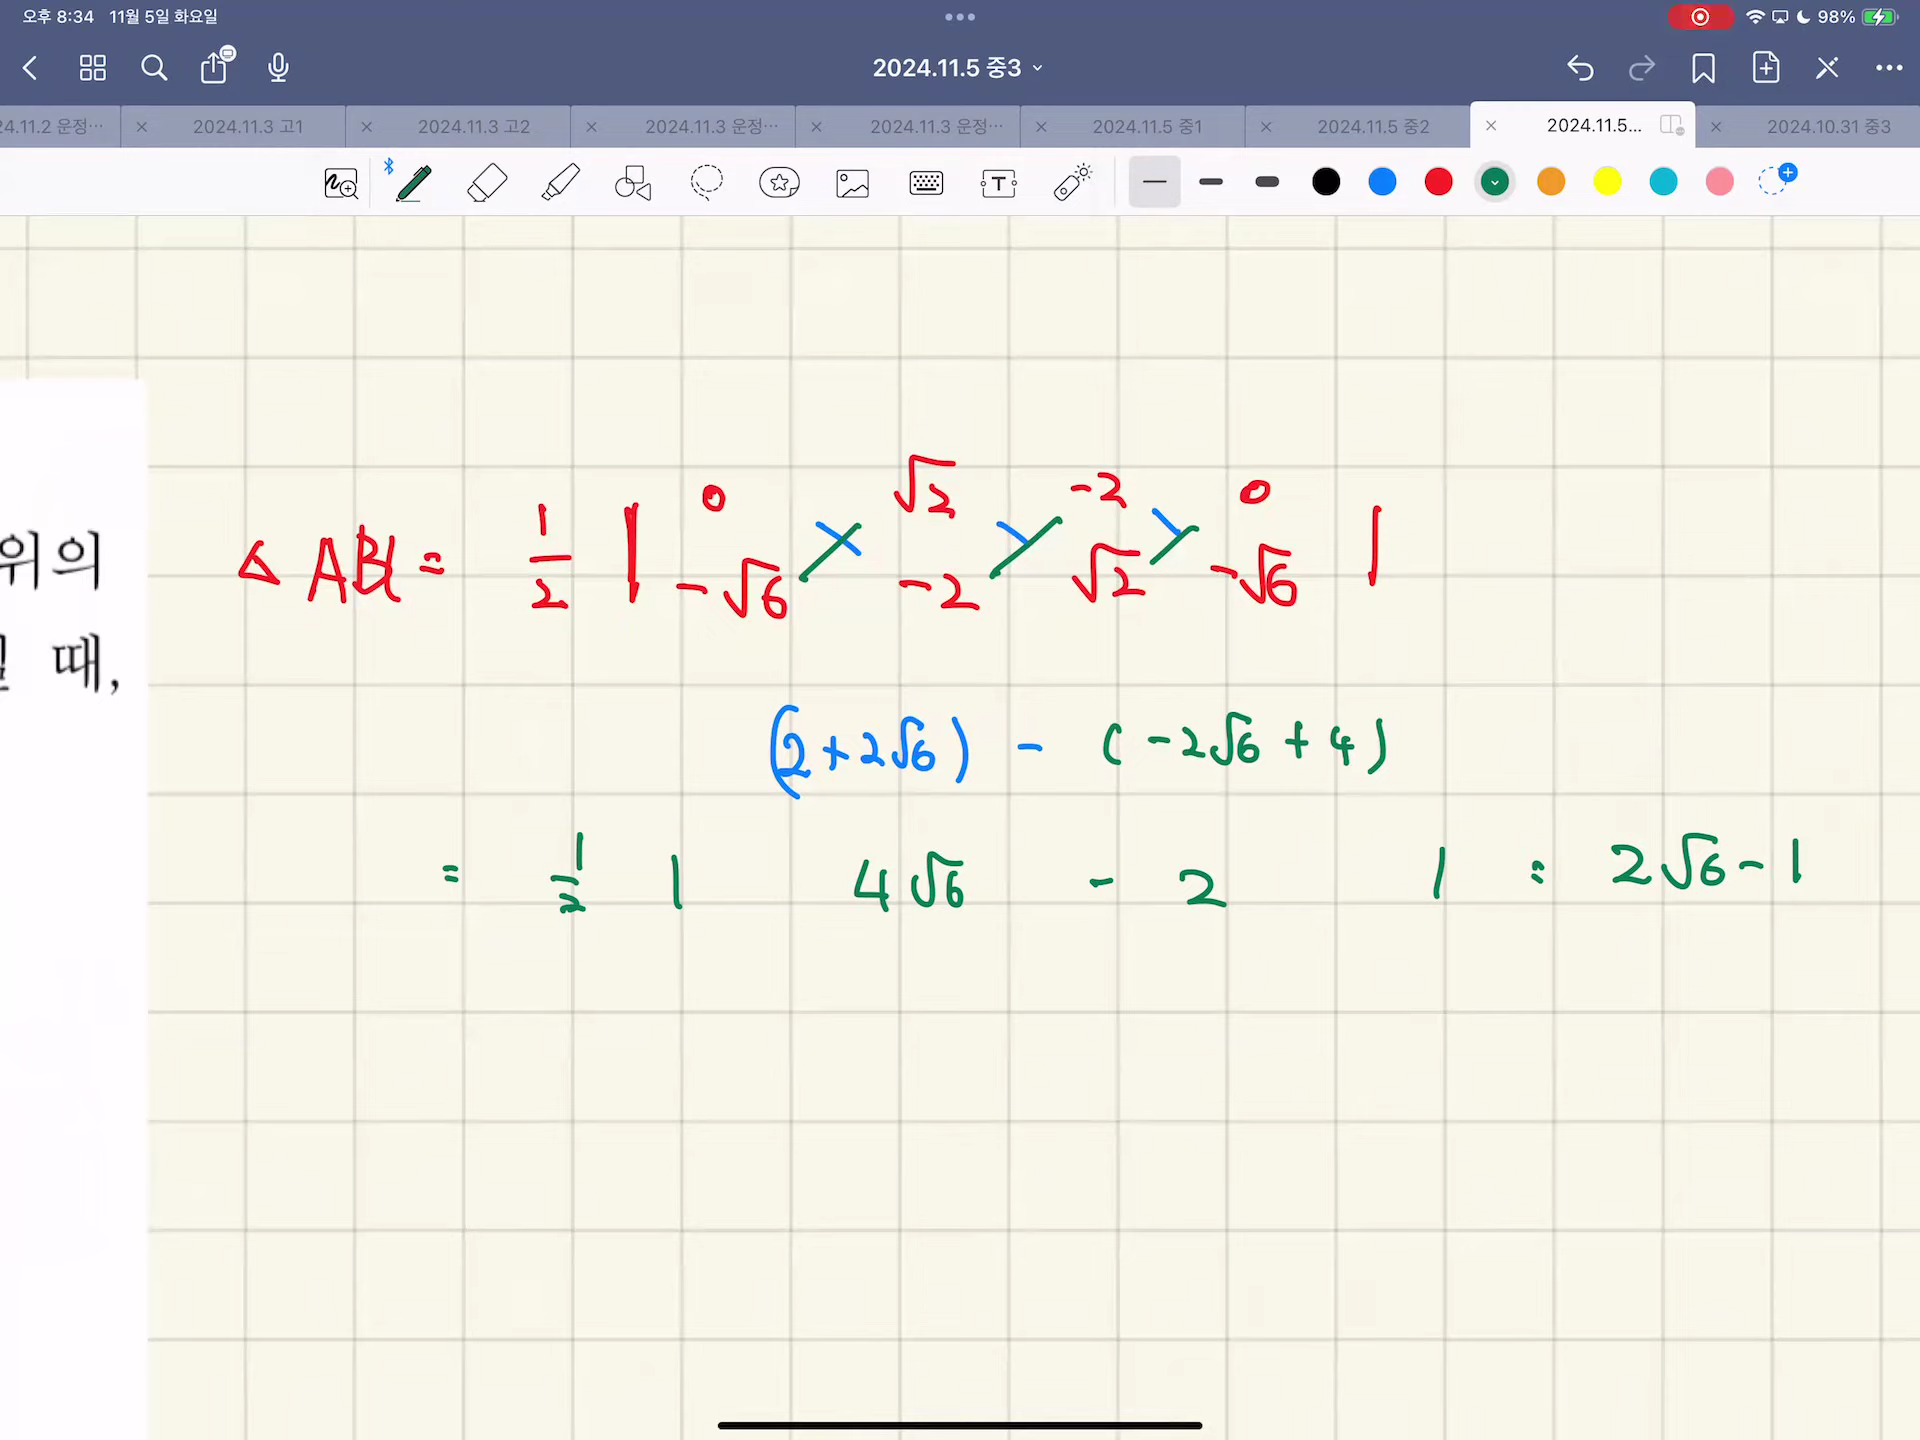 오후 8:34 11월 5일 화요일 98%
2024.11.5 중3
24.11.2 운정… 2024.11.3 고1 2024.11.3 고2 2024.11.3 운정… 2024.11.3 운정… 2024.11.5 중1 2024.11.5 중2 2024.11.5... 2024.10.31 중3
T
위의
때,
△ABC = 1/2 | 0 √2 -2 0 |
-√6 -2 √2 -√6
(2+2√6) - (-2√6+4)
= 1/2 | 4√6 - 2 | = 2√6-1